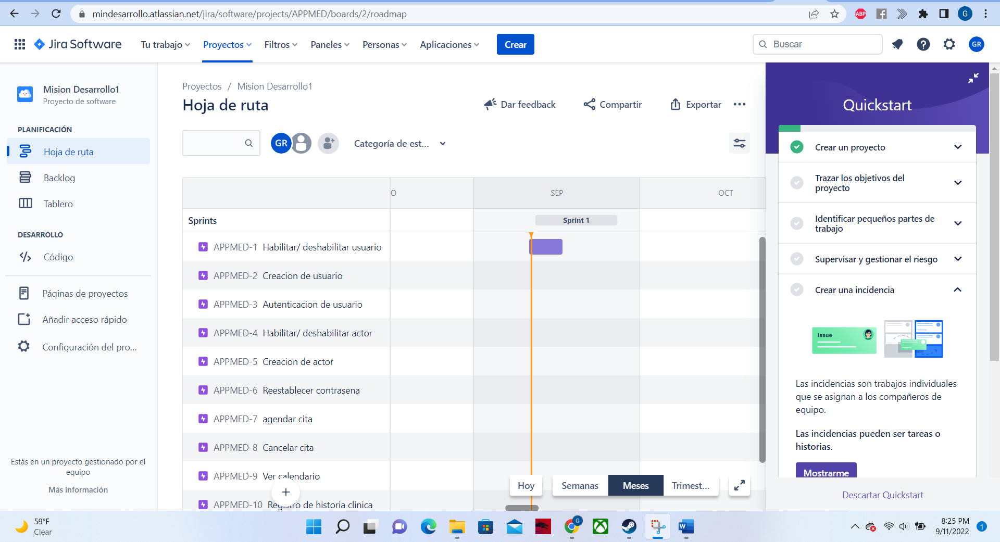 mindesarrollo.atlassian.net/jira/software/projects/APPMED/boards/2/roadmap
ABP
G
Jira Software
Tu trabajo
Proyectos
Filtros
Paneles
Personas
Aplicaciones
Crear
Buscar
GR
Mision Desarrollo1
Proyecto de software
PLANIFICACIÓN
Hoja de ruta
Backlog
Tablero
DESARROLLO
Código
Páginas de proyectos
Añadir acceso rápido
Configuración del pro...
Estás en un proyecto gestionado por el
equipo
Más información
Proyectos / Mision Desarrollo1
Hoja de ruta
Dar feedback
Compartir
Exportar
GR
Categoría de est...
O
SEP
OCT
Sprints
Sprint 1
APPMED-1 Habilitar/ deshabilitar usuario
APPMED-2 Creacion de usuario
APPMED-3 Autenticacion de usuario
APPMED-4 Habilitar/ deshabilitar actor
APPMED-5 Creacion de actor
APPMED-6 Reestablecer contrasena
APPMED-7 agendar cita
APPMED-8 Cancelar cita
APPMED-9 Ver calendario
APPMED-10 Registro de historia clinica
Hoy
Semanas
Meses
Trimest...
Quickstart
Crear un proyecto
Trazar los objetivos del
proyecto
Identificar pequeños partes de
trabajo
Supervisar y gestionar el riesgo
Crear una incidencia
Issue
Las incidencias son trabajos individuales
que se asignan a los compañeros de
equipo.
Las incidencias pueden ser tareas o
historias.
Mostrarme
Descartar Quickstart
59°F
Clear
G
W
8:25 PM
9/11/2022
1